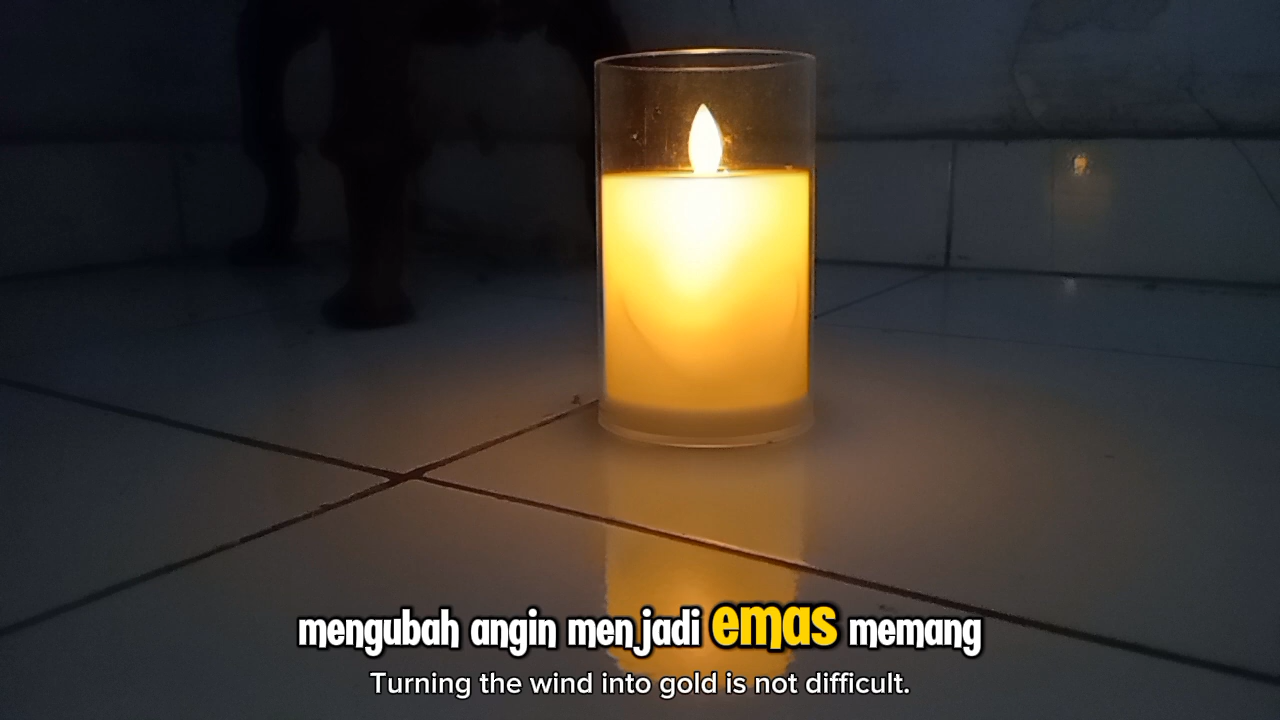 mengubah angin menjadi emas memang
Turning the wind into gold is not difficult.